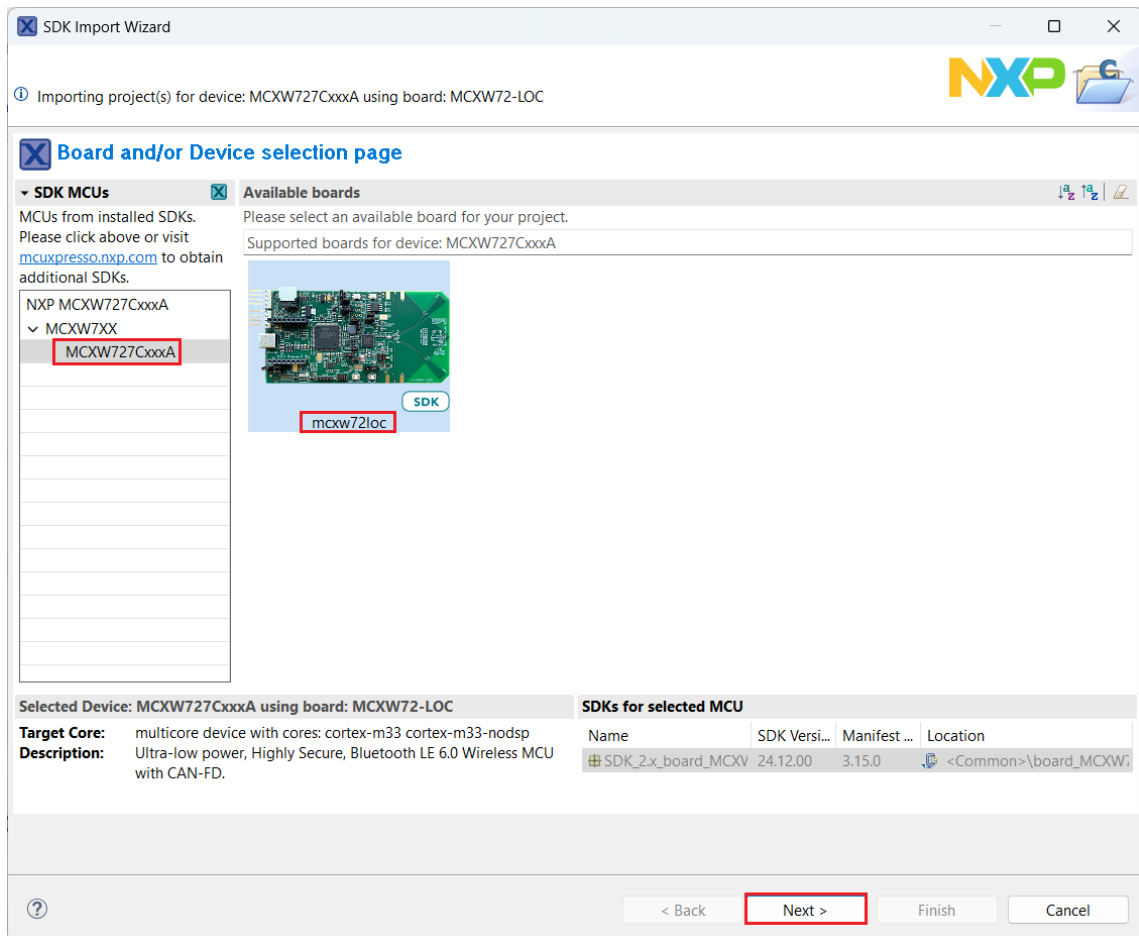 SDK Import Wizard
Importing project(s) for device: MCXW727CxxxA using board: MCXW72-LOC
NXP
Board and/or Device selection page
SDK MCUs
MCUs from installed SDKs.
Please click above or visit
mcuxpresso.nxp.com to obtain
additional SDKs.
NXP MCXW727CxxxA
MCXW7XX
MCXW727CxxxA
Available boards
Please select an available board for your project.
Supported boards for device: MCXW727CxxxA
SDK
mcxw72loc
Selected Device: MCXW727CxxxA using board: MCXW72-LOC
Target Core: multicore device with cores: cortex-m33 cortex-m33-nodsp
Description: Ultra-low power, Highly Secure, Bluetooth LE 6.0 Wireless MCU
with CAN-FD.
SDKs for selected MCU
Name SDK Versi... Manifest ... Location
SDK_2.x_board_MCXW 24.12.00 3.15.0 <Common>\board_MCXW7
< Back Next > Finish Cancel